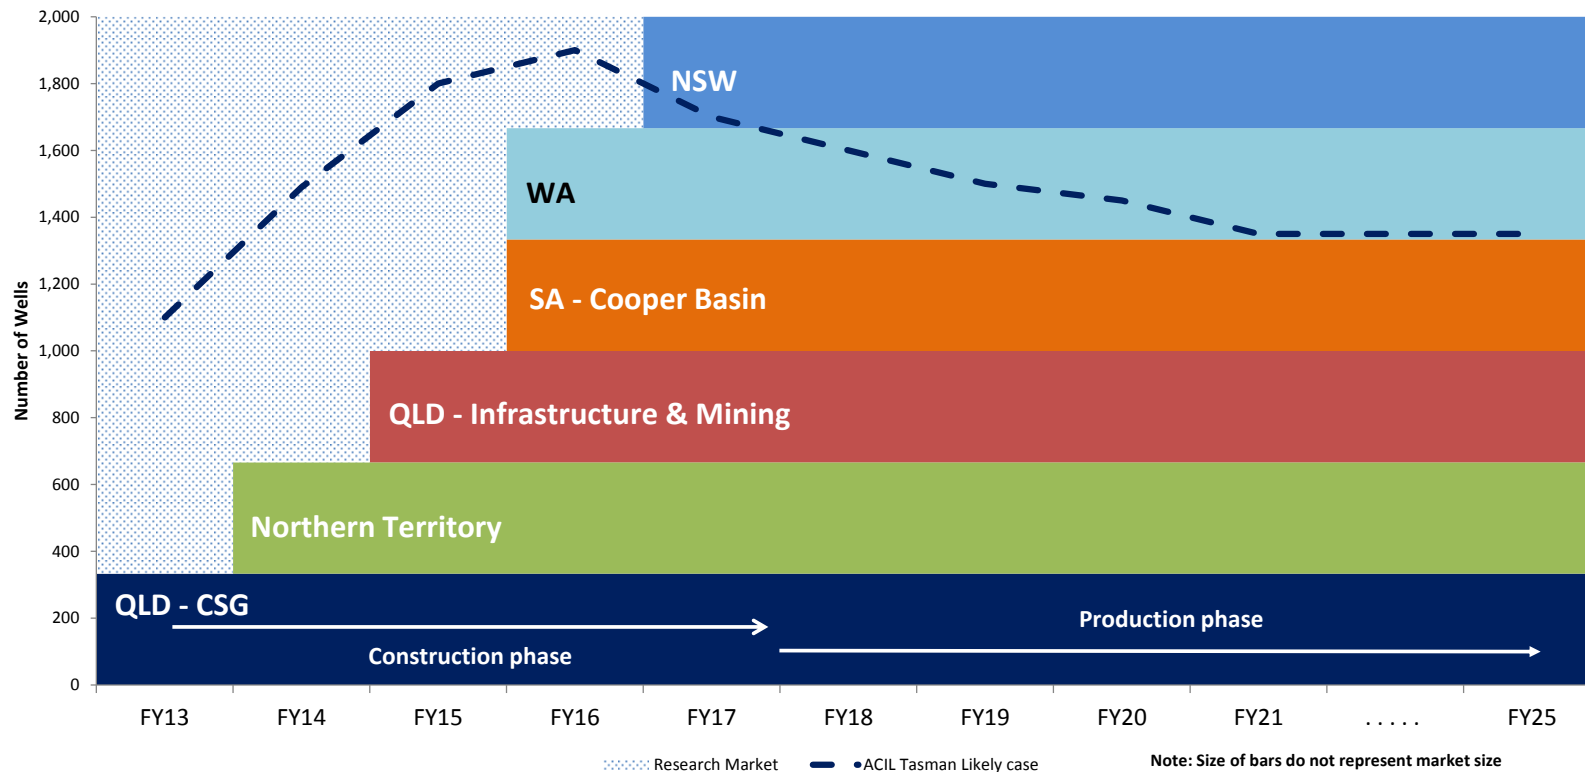 2,000
1,800
1,600
1,400
1,200
1,000
800
600
400
200
0
Number of Wells
NSW
WA
SA - Cooper Basin
QLD - Infrastructure & Mining
Northern Territory
QLD - CSG
Construction phase
Production phase
FY13 FY14 FY15 FY16 FY17 FY18 FY19 FY20 FY21 ..... FY25
Research Market ACIL Tasman Likely case
Note: Size of bars do not represent market size